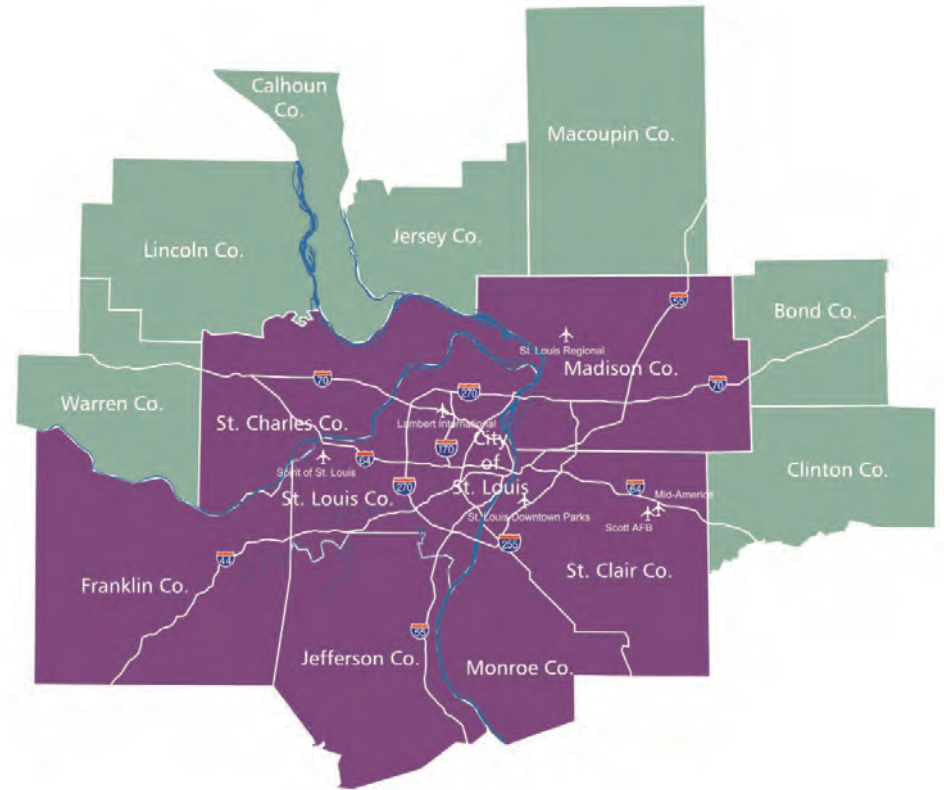 Calhoun
Co.
Macoupin Co.
Jersey Co.
Lincoln Co.
55
Bond Co.
St. Louis Regional
Madison Co.
70
270
70
Warren Co.
St. Charles Co.
Lambert International
170
City
of
St. Louis
Spirit of St. Louis
64
Clinton Co.
St. Louis Co.
270
64
Mid-America
St. Louis Downtown Parks
Scott AFB
255
44
St. Clair Co.
Franklin Co.
55
Jefferson Co.
Monroe Co.